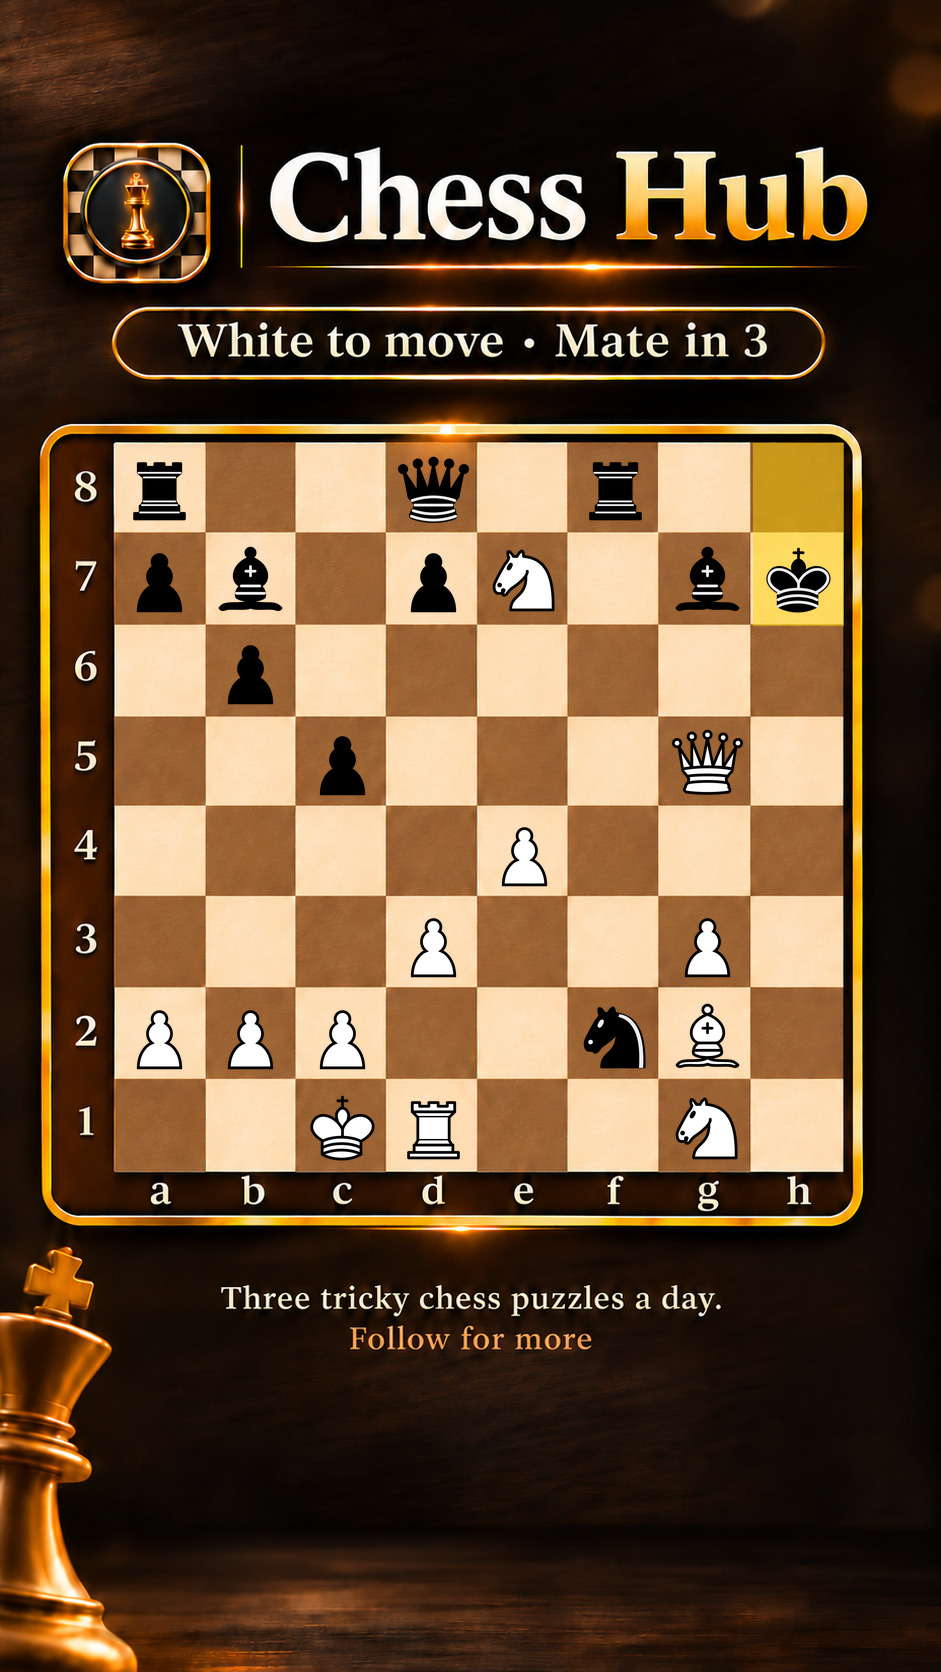 Chess Hub
White to move • Mate in 3
8
7
6
5
4
3
2
1
a b c d e f g h
Three tricky chess puzzles a day.
Follow for more